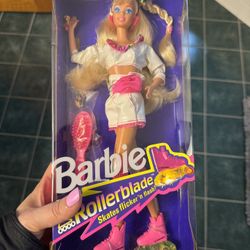 Barbie
Rollerblade
Skates flicker 'n flash!